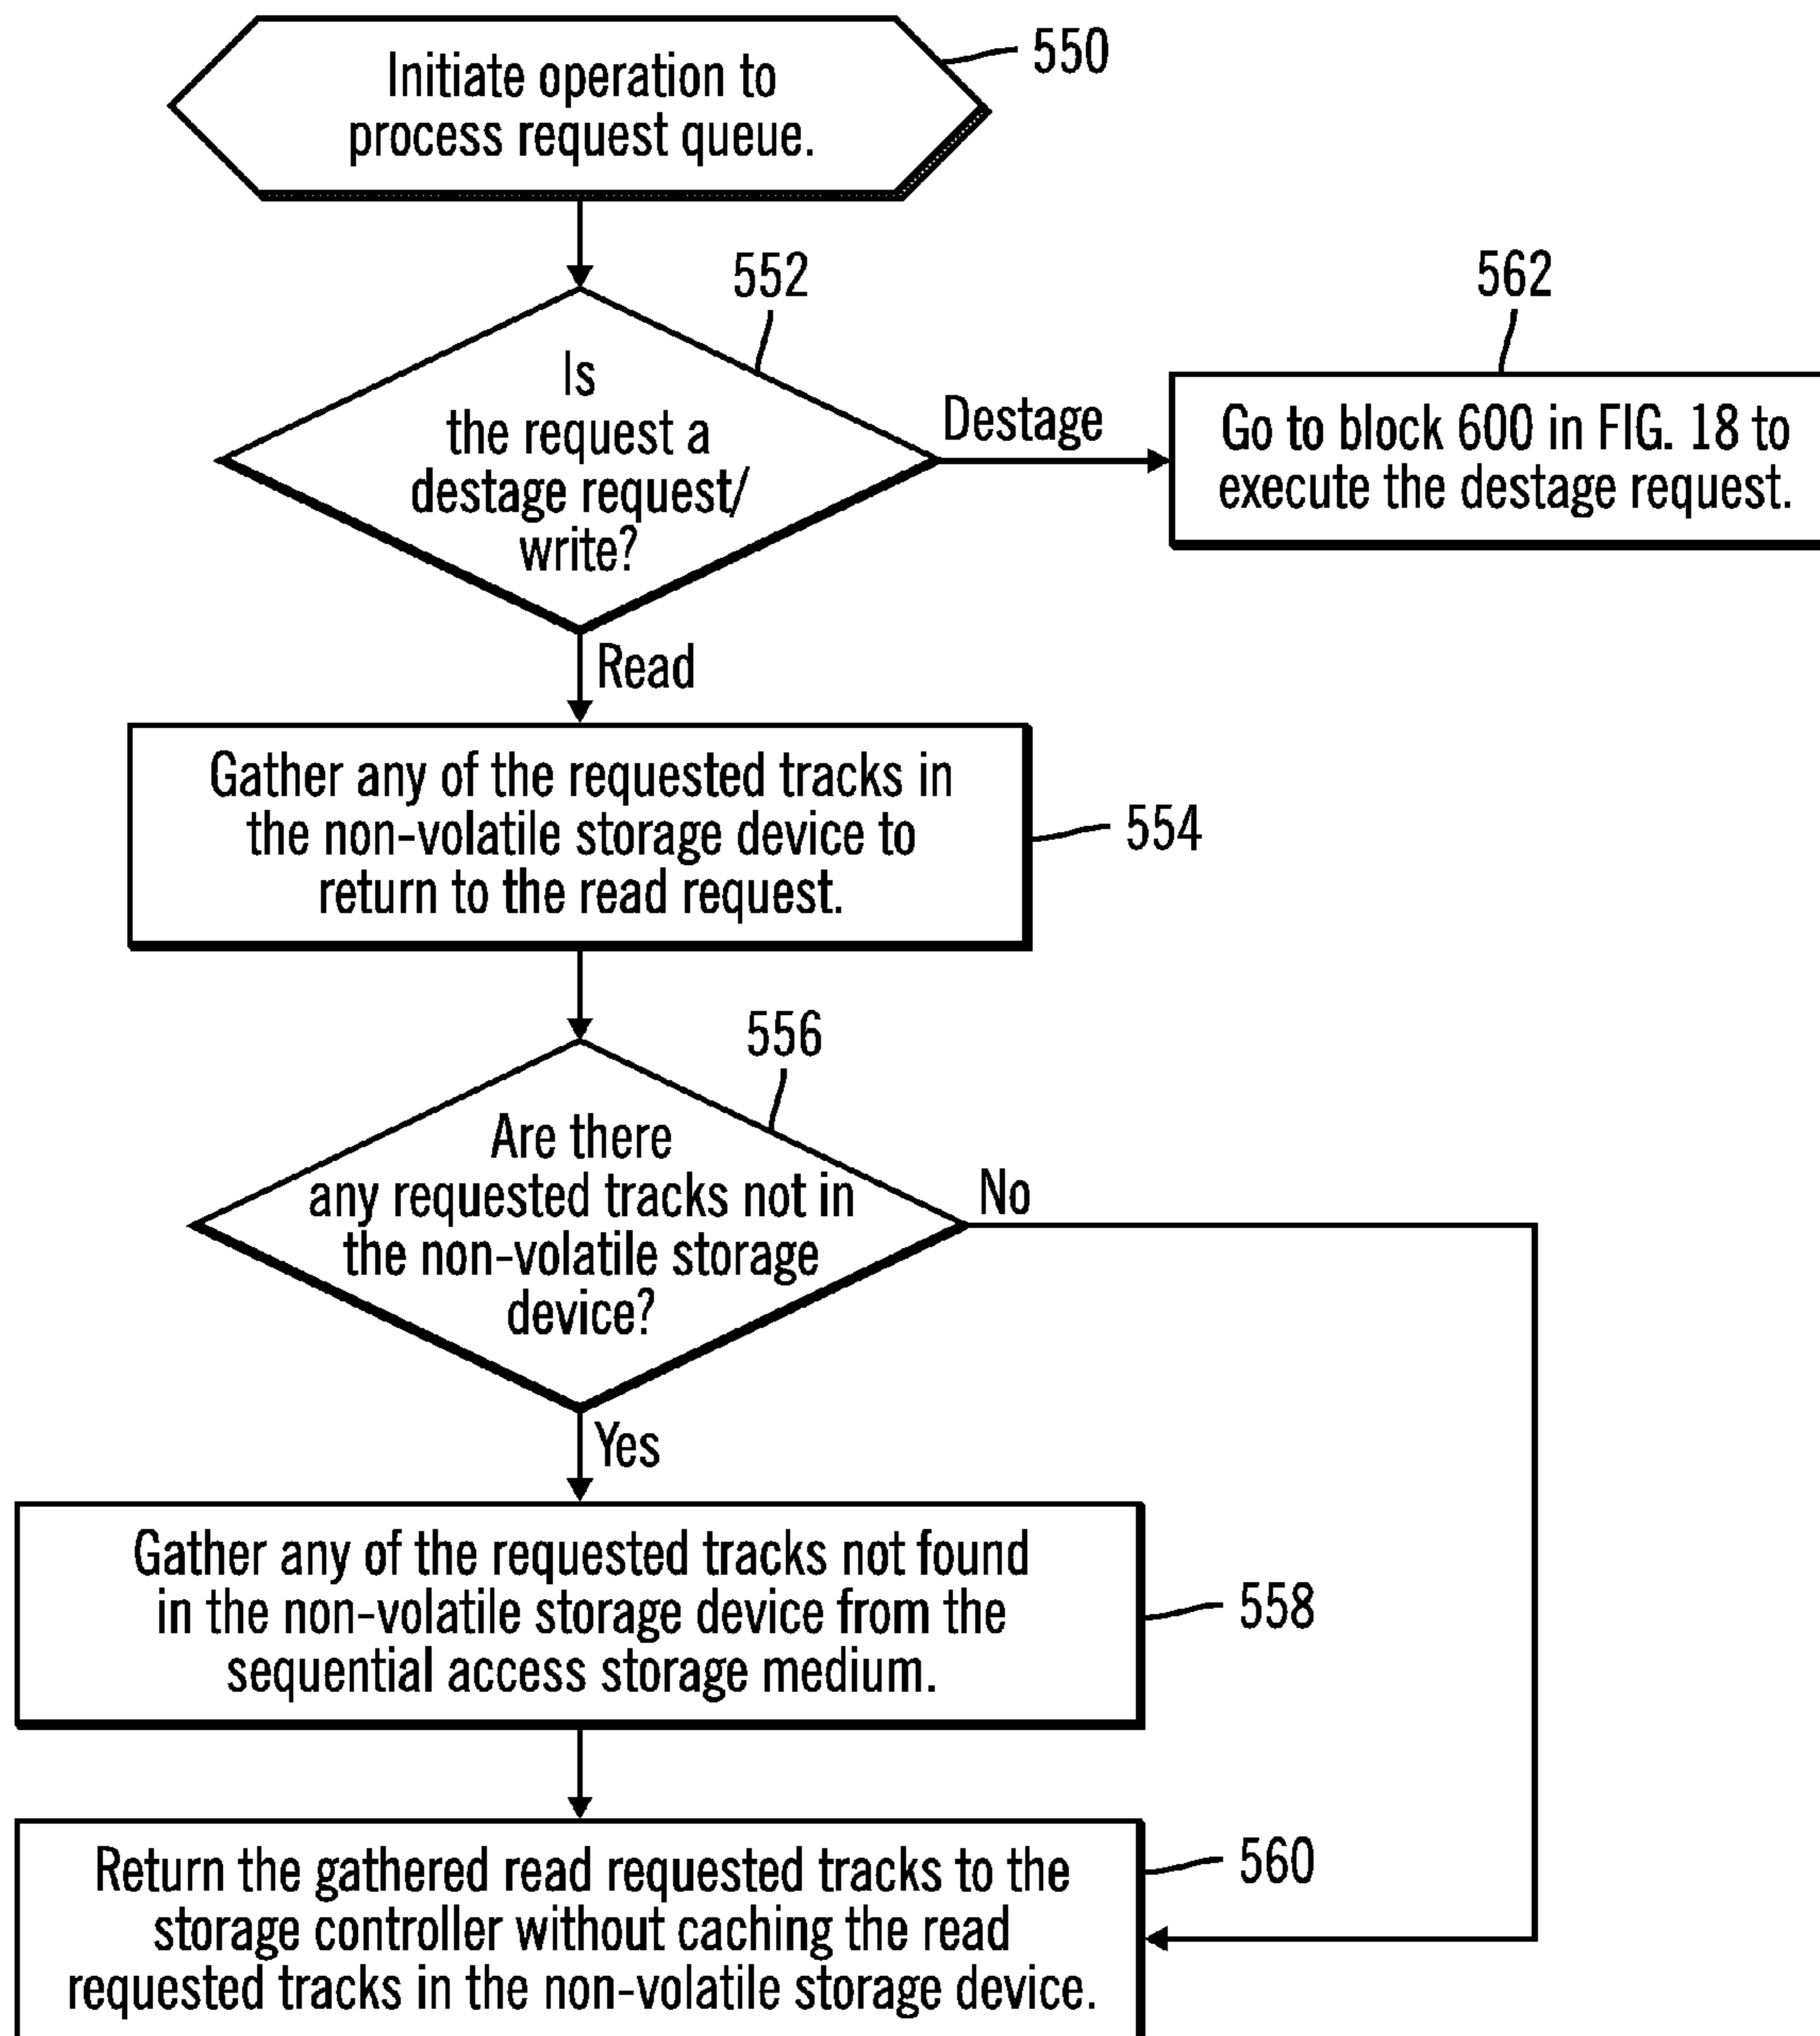 Initiate operation to
process request queue.
550
552
Is
the request a
destage request/
write?
Destage
562
Go to block 600 in FIG. 18 to
execute the destage request.
Read
Gather any of the requested tracks in
the non-volatile storage device to
return to the read request.
554
556
Are there
any requested tracks not in
the non-volatile storage
device?
No
Yes
Gather any of the requested tracks not found
in the non-volatile storage device from the
sequential access storage medium.
558
Return the gathered read requested tracks to the
storage controller without caching the read
requested tracks in the non-volatile storage device.
560